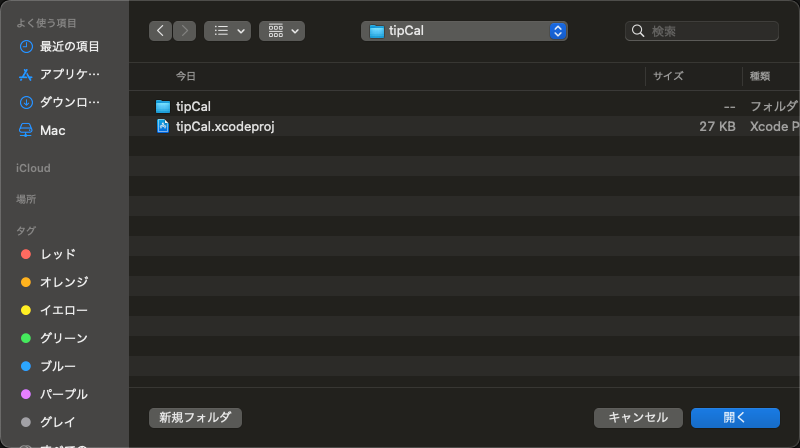 よく使う項目
最近の項目
アプリケ…
ダウンロ…
Mac
iCloud
場所
タグ
レッド
オレンジ
イエロー
グリーン
ブルー
パープル
グレイ
tipCal
検索
今日 サイズ 種類
tipCal -- フォルダ
tipCal.xcodeproj 27 KB Xcode P
新規フォルダ キャンセル 開く